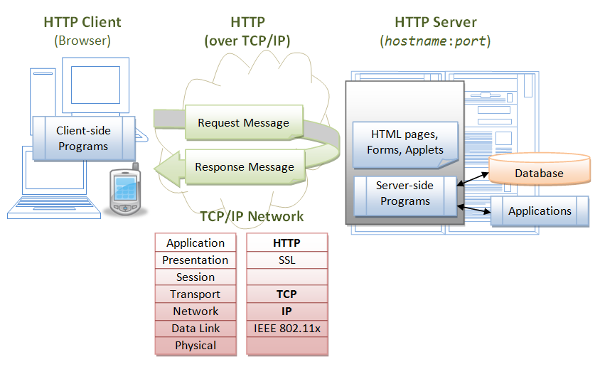 HTTP Client
(Browser)
HTTP
(over TCP/IP)
HTTP Server
(hostname:port)
Client-side
Programs
Request Message
Response Message
HTML pages,
Forms, Applets
Server-side
Programs
Database
Applications
TCP/IP Network
Application HTTP
Presentation SSL
Session
Transport TCP
Network IP
Data Link IEEE 802.11x
Physical